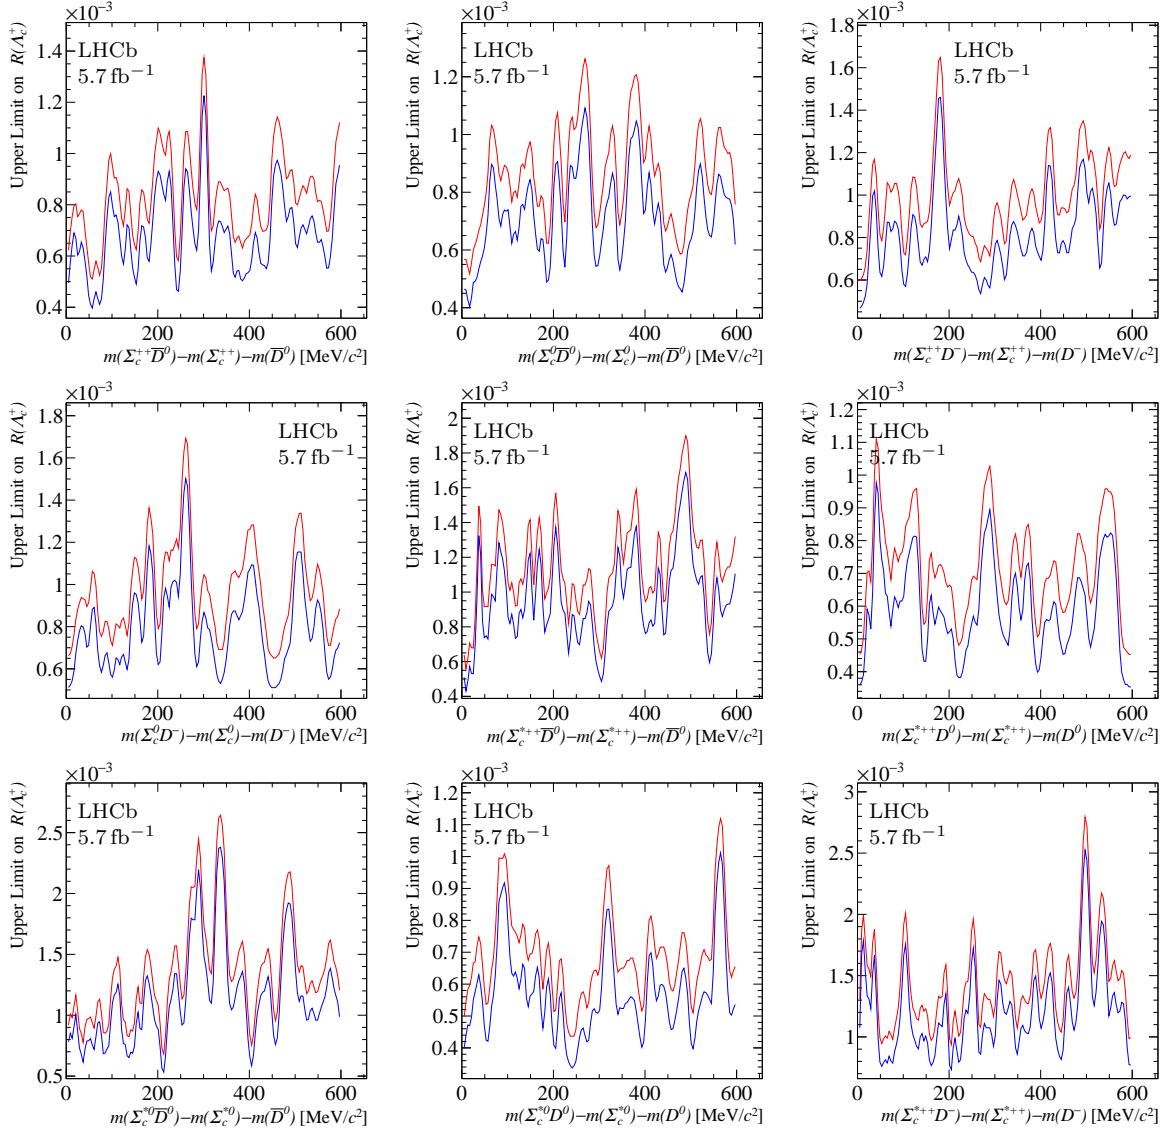 ×10⁻³ ×10⁻³ ×10⁻³
Upper Limit on R(Λc⁺) Upper Limit on R(Λc⁺) Upper Limit on R(Λc⁺)
LHCb LHCb LHCb
5.7 fb⁻¹ 5.7 fb⁻¹ 5.7 fb⁻¹
1.4 1.2 1 0.8 0.6 0.4
1.2 1 0.8 0.6 0.4
1.8 1.6 1.4 1.2 1 0.8 0.6
0 200 400 600 0 200 400 600 0 200 400 600
m(Σc⁺⁺D̅⁰)−m(Σc⁺⁺)−m(D̅⁰) [MeV/c²] m(Σc⁰D̅⁰)−m(Σc⁰)−m(D̅⁰) [MeV/c²] m(Σc⁺⁺D⁻)−m(Σc⁺⁺)−m(D⁻) [MeV/c²]
×10⁻³ ×10⁻³ ×10⁻³
Upper Limit on R(Λc⁺) Upper Limit on R(Λc⁺) Upper Limit on R(Λc⁺)
LHCb LHCb LHCb
5.7 fb⁻¹ 5.7 fb⁻¹ 5.7 fb⁻¹
1.8 1.6 1.4 1.2 1 0.8 0.6
2 1.8 1.6 1.4 1.2 1 0.8 0.6 0.4
1.2 1.1 1 0.9 0.8 0.7 0.6 0.5 0.4
0 200 400 600 0 200 400 600 0 200 400 600
m(Σc⁰D⁻)−m(Σc⁰)−m(D⁻) [MeV/c²] m(Σc*⁺⁺D̅⁰)−m(Σc*⁺⁺)−m(D̅⁰) [MeV/c²] m(Σc*⁺⁺D⁰)−m(Σc*⁺⁺)−m(D⁰) [MeV/c²]
×10⁻³ ×10⁻³ ×10⁻³
Upper Limit on R(Λc⁺) Upper Limit on R(Λc⁺) Upper Limit on R(Λc⁺)
LHCb LHCb LHCb
5.7 fb⁻¹ 5.7 fb⁻¹ 5.7 fb⁻¹
2.5 2 1.5 1 0.5
1.2 1.1 1 0.9 0.8 0.7 0.6 0.5 0.4 0.3
3 2.5 2 1.5 1
0 200 400 600 0 200 400 600 0 200 400 600
m(Σc*⁰D̅⁰)−m(Σc*⁰)−m(D̅⁰) [MeV/c²] m(Σc*⁰D⁰)−m(Σc*⁰)−m(D⁰) [MeV/c²] m(Σc*⁺⁺D⁻)−m(Σc*⁺⁺)−m(D⁻) [MeV/c²]